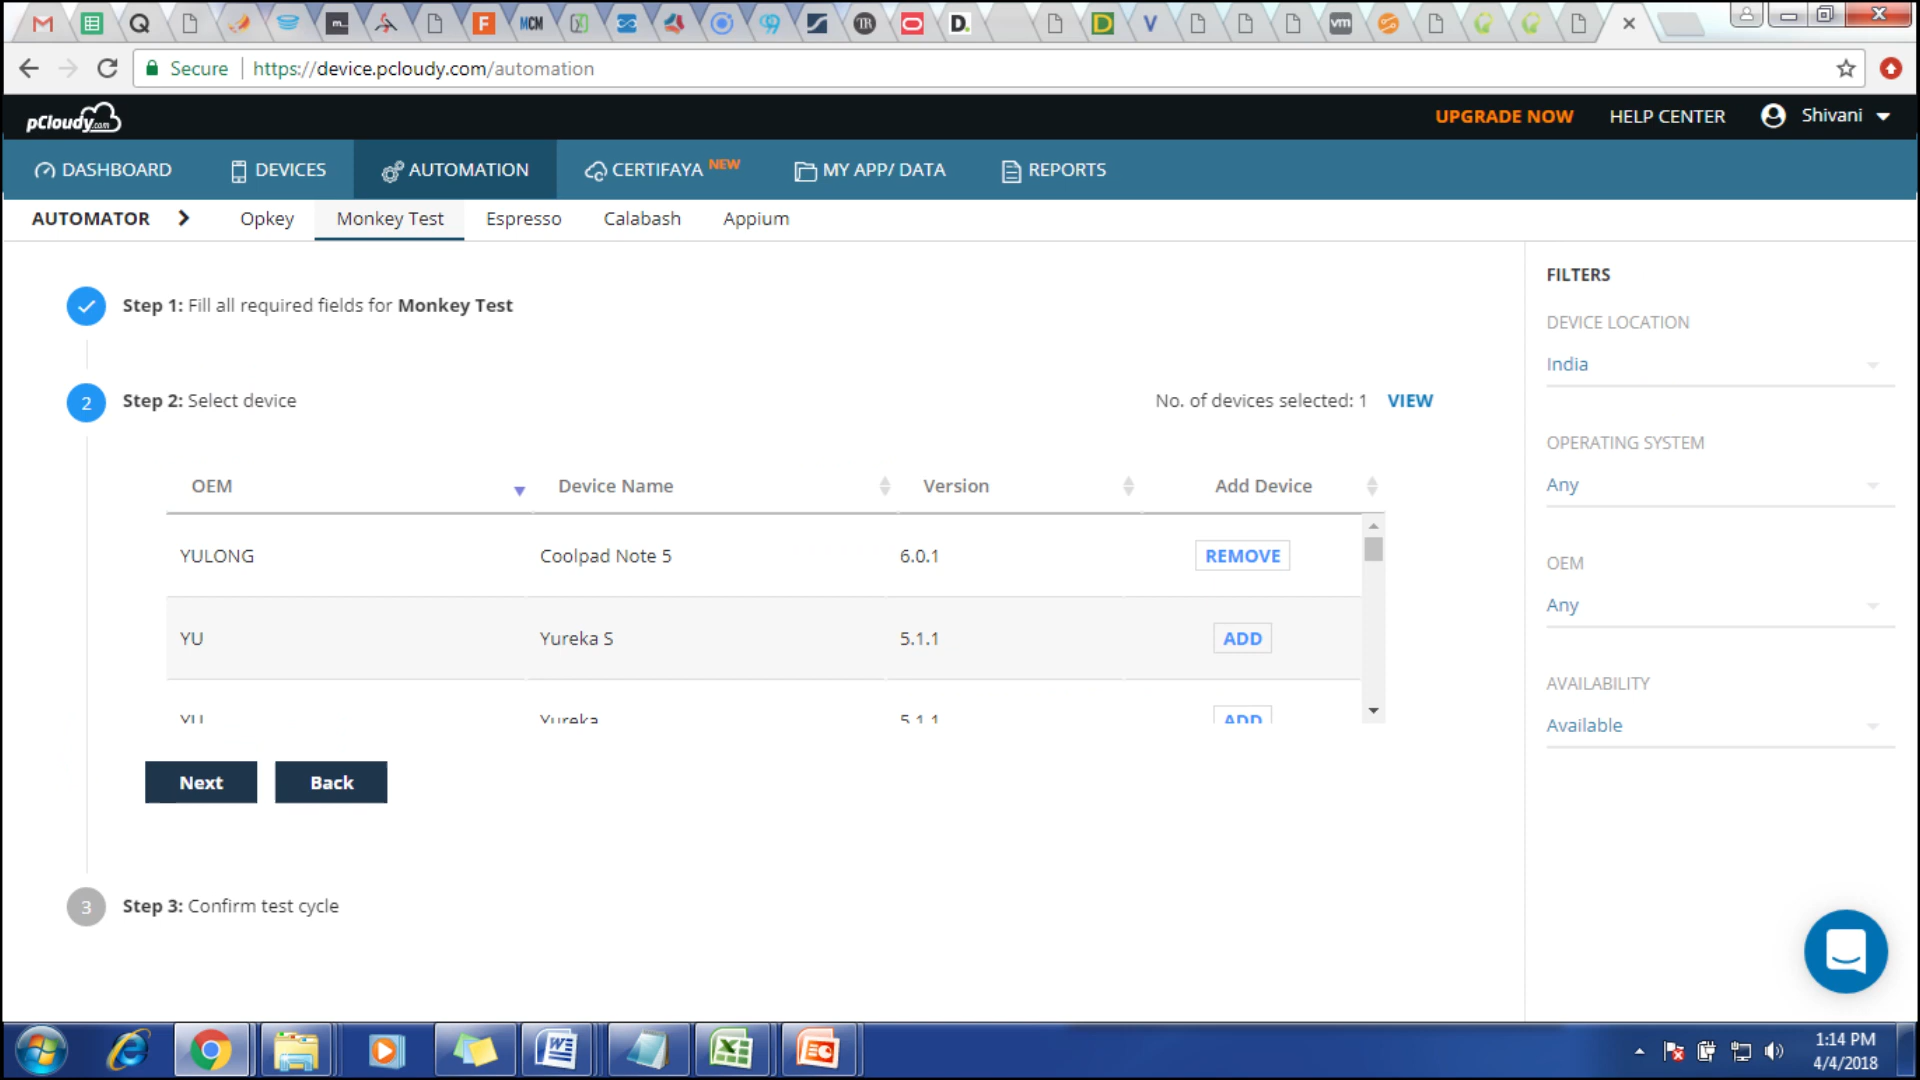 Secure https://device.pcloudy.com/automation
pCloudy.com
UPGRADE NOW HELP CENTER Shivani
DASHBOARD DEVICES AUTOMATION CERTIFAYA NEW MY APP/ DATA REPORTS
AUTOMATOR Opkey Monkey Test Espresso Calabash Appium
Step 1: Fill all required fields for Monkey Test
2 Step 2: Select device
No. of devices selected: 1 VIEW
OEM Device Name Version Add Device
YULONG Coolpad Note 5 6.0.1 REMOVE
YU Yureka S 5.1.1 ADD
YU Yureka 5.1.1 ADD
Next Back
3 Step 3: Confirm test cycle
FILTERS
DEVICE LOCATION
India
OPERATING SYSTEM
Any
OEM
Any
AVAILABILITY
Available
1:14 PM
4/4/2018